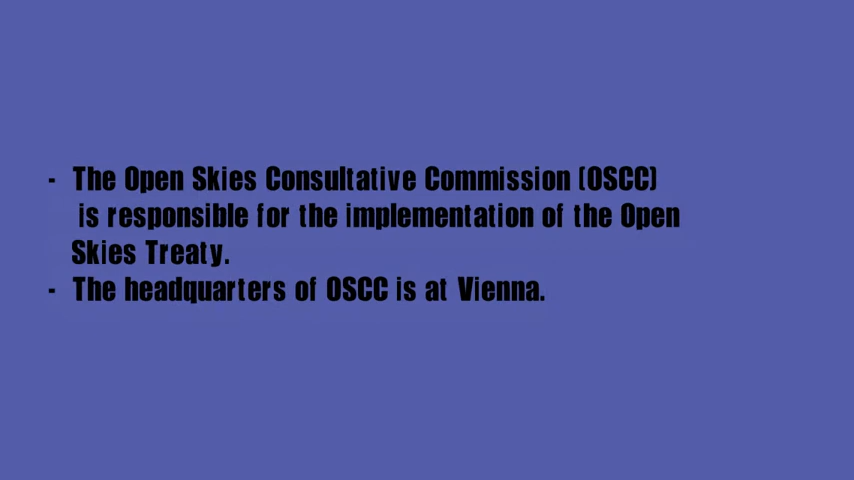 - The Open Skies Consultative Commission (OSCC)
is responsible for the implementation of the Open
Skies Treaty.
- The headquarters of OSCC is at Vienna.